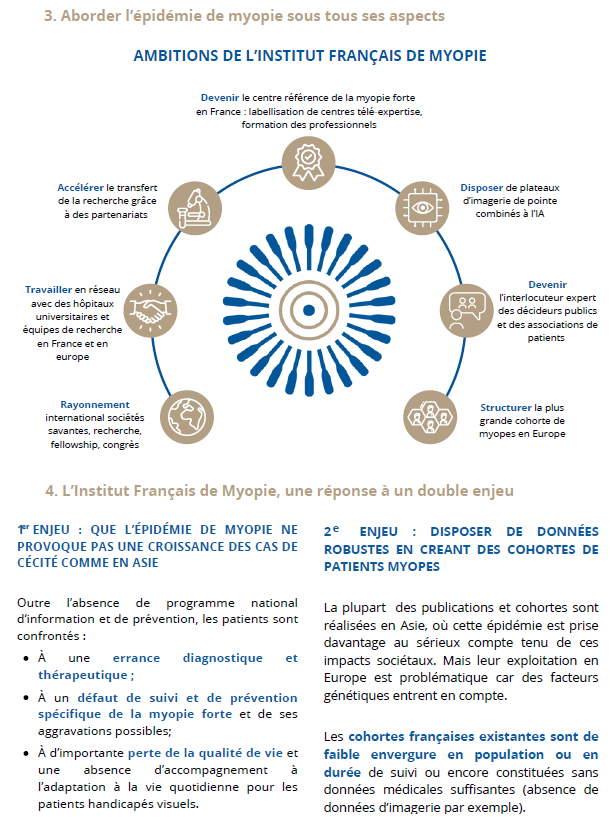 3. Aborder l’épidémie de myopie sous tous ses aspects
AMBITIONS DE L’INSTITUT FRANÇAIS DE MYOPIE
Devenir le centre référence de la myopie forte
en France : labellisation de centres télé-expertise,
formation des professionnels
Accélérer le transfert
de la recherche grâce
à des partenariats
Disposer de plateaux
d’imagerie de pointe
combinés à l’IA
Travailler en réseau
avec des hôpitaux
universitaires et
équipes de recherche
en France et en
europe
Devenir
l’interlocuteur expert
des décideurs publics
et des associations de
patients
Rayonnement
international sociétés
savantes, recherche,
fellowship, congrès
Structurer la plus
grande cohorte de
myopes en Europe
4. L’Institut Français de Myopie, une réponse à un double enjeu
1er ENJEU : QUE L’ÉPIDÉMIE DE MYOPIE NE
PROVOQUE PAS UNE CROISSANCE DES CAS DE
CÉCITÉ COMME EN ASIE
Outre l’absence de programme national
d’information et de prévention, les patients sont
confrontés :
• À une errance diagnostique et
thérapeutique ;
• À un défaut de suivi et de prévention
spécifique de la myopie forte et de ses
aggravations possibles;
• À d’importante perte de la qualité de vie et
une absence d’accompagnement à
l’adaptation à la vie quotidienne pour les
patients handicapés visuels.
2e ENJEU : DISPOSER DE DONNÉES
ROBUSTES EN CREANT DES COHORTES DE
PATIENTS MYOPES
La plupart des publications et cohortes sont
réalisées en Asie, où cette épidémie est prise
davantage au sérieux compte tenu de ces
impacts sociétaux. Mais leur exploitation en
Europe est problématique car des facteurs
génétiques entrent en compte.
Les cohortes françaises existantes sont de
faible envergure en population ou en
durée de suivi ou encore constituées sans
données médicales suffisantes (absence de
données d’imagerie par exemple).